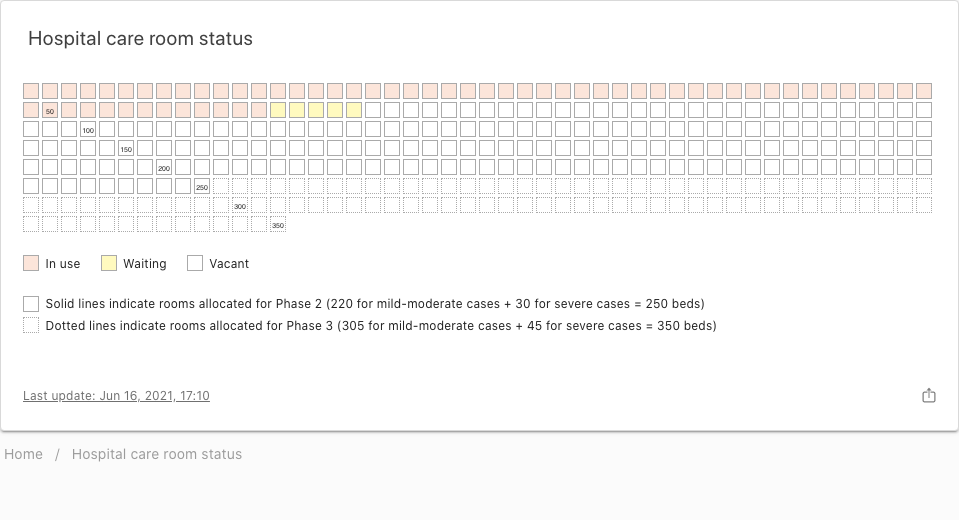 Hospital care room status
50
100
150
200
250
300
350
In use Waiting Vacant
Solid lines indicate rooms allocated for Phase 2 (220 for mild-moderate cases + 30 for severe cases = 250 beds)
Dotted lines indicate rooms allocated for Phase 3 (305 for mild-moderate cases + 45 for severe cases = 350 beds)
Last update: Jun 16, 2021, 17:10
Home / Hospital care room status